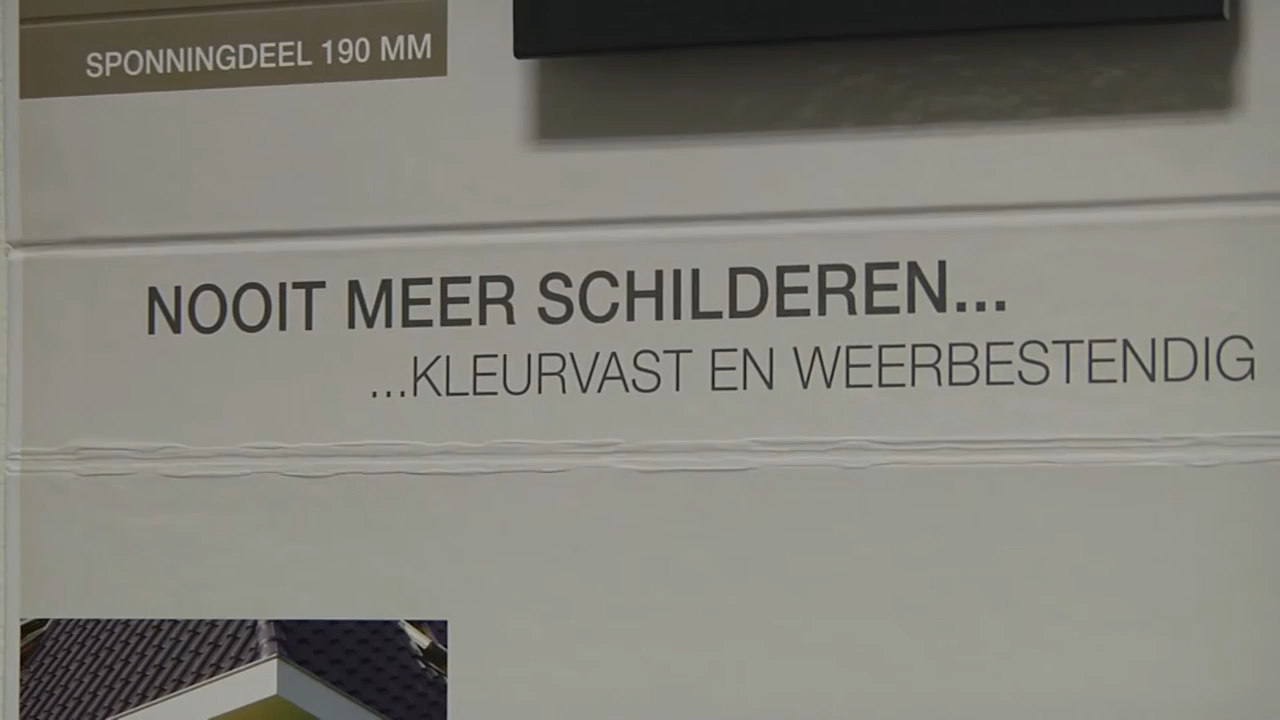 SPONNINGDEEL 190 MM
NOOIT MEER SCHILDEREN...
...KLEURVAST EN WEERBESTENDIG